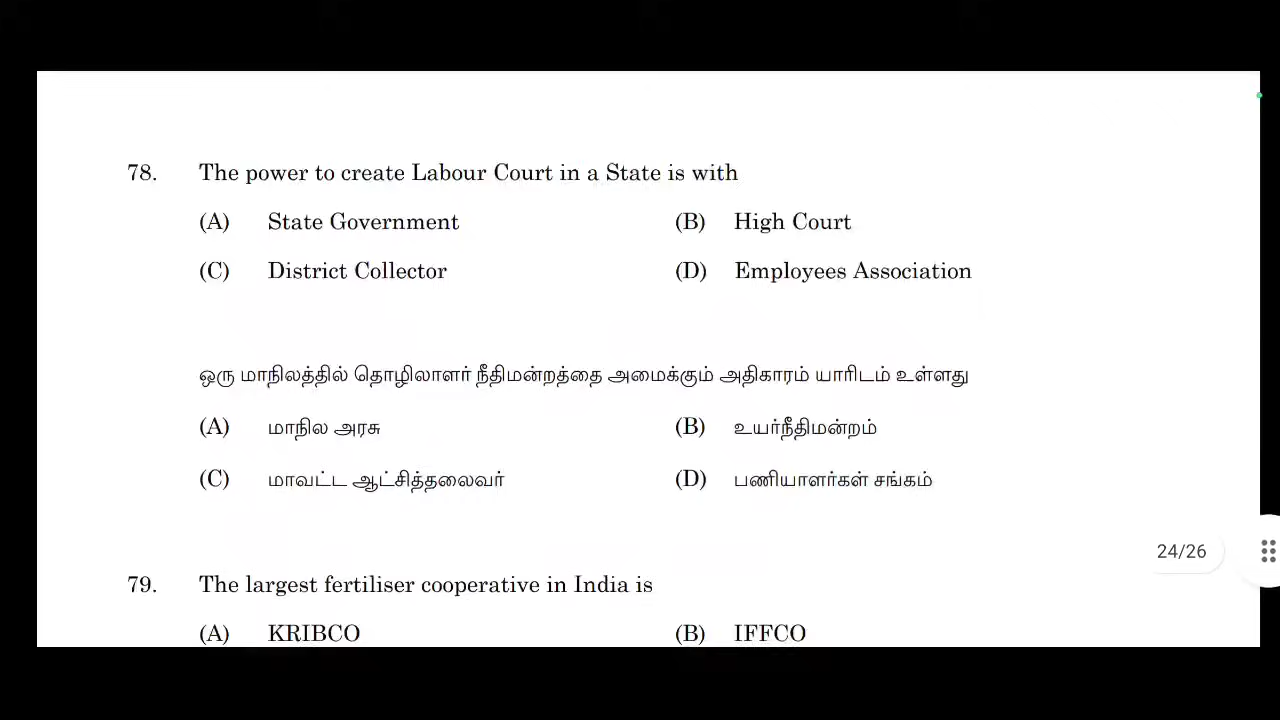 78. The power to create Labour Court in a State is with
(A) State Government (B) High Court
(C) District Collector (D) Employees Association
ஒரு மாநிலத்தில் தொழிலாளர் நீதிமன்றத்தை அமைக்கும் அதிகாரம் யாரிடம் உள்ளது
(A) மாநில அரசு (B) உயர்நீதிமன்றம்
(C) மாவட்ட ஆட்சித்தலைவர் (D) பணியாளர்கள் சங்கம்
24/26
79. The largest fertiliser cooperative in India is
(A) KRIBCO (B) IFFCO